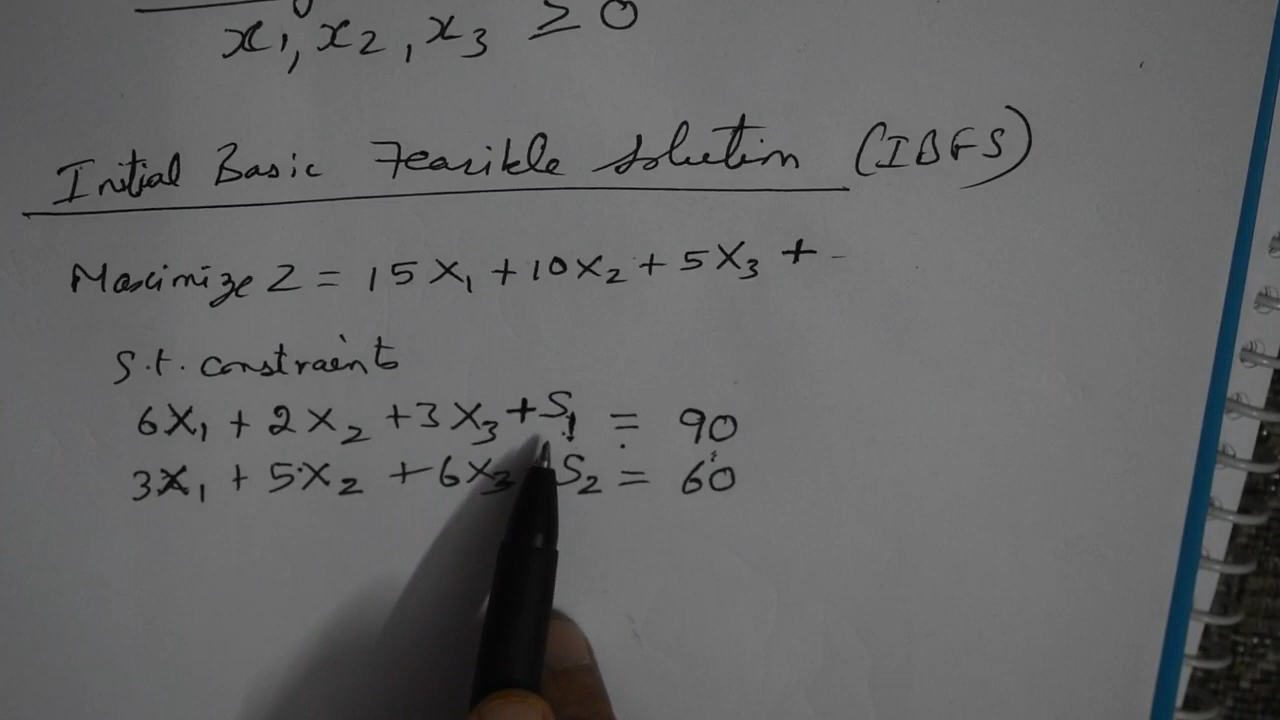 x1, x2, x3 ≥ 0
Initial Basic Feasible Solution (IBFS)
Maximize Z = 15X1 + 10X2 + 5X3 + -
S.t. constraints
6X1 + 2X2 + 3X3 + S1 = 90
3X1 + 5X2 + 6X3 S2 = 60